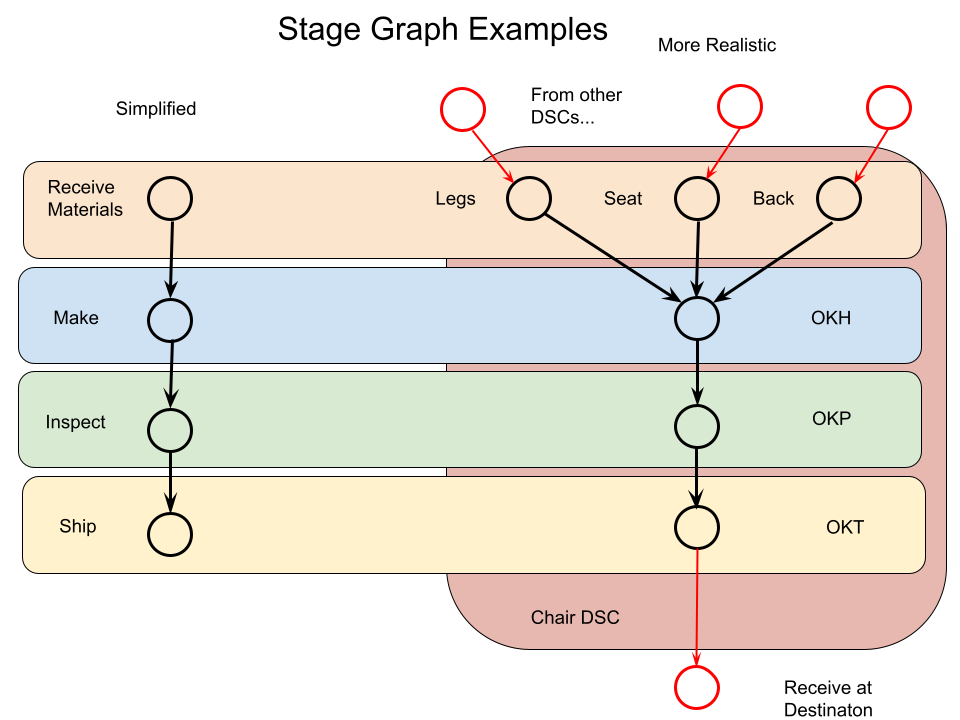 Stage Graph Examples
More Realistic
Simplified
From other
DSCs...
Receive
Materials
Legs
Seat
Back
Make
OKH
Inspect
OKP
Ship
OKT
Chair DSC
Receive at
Destinaton